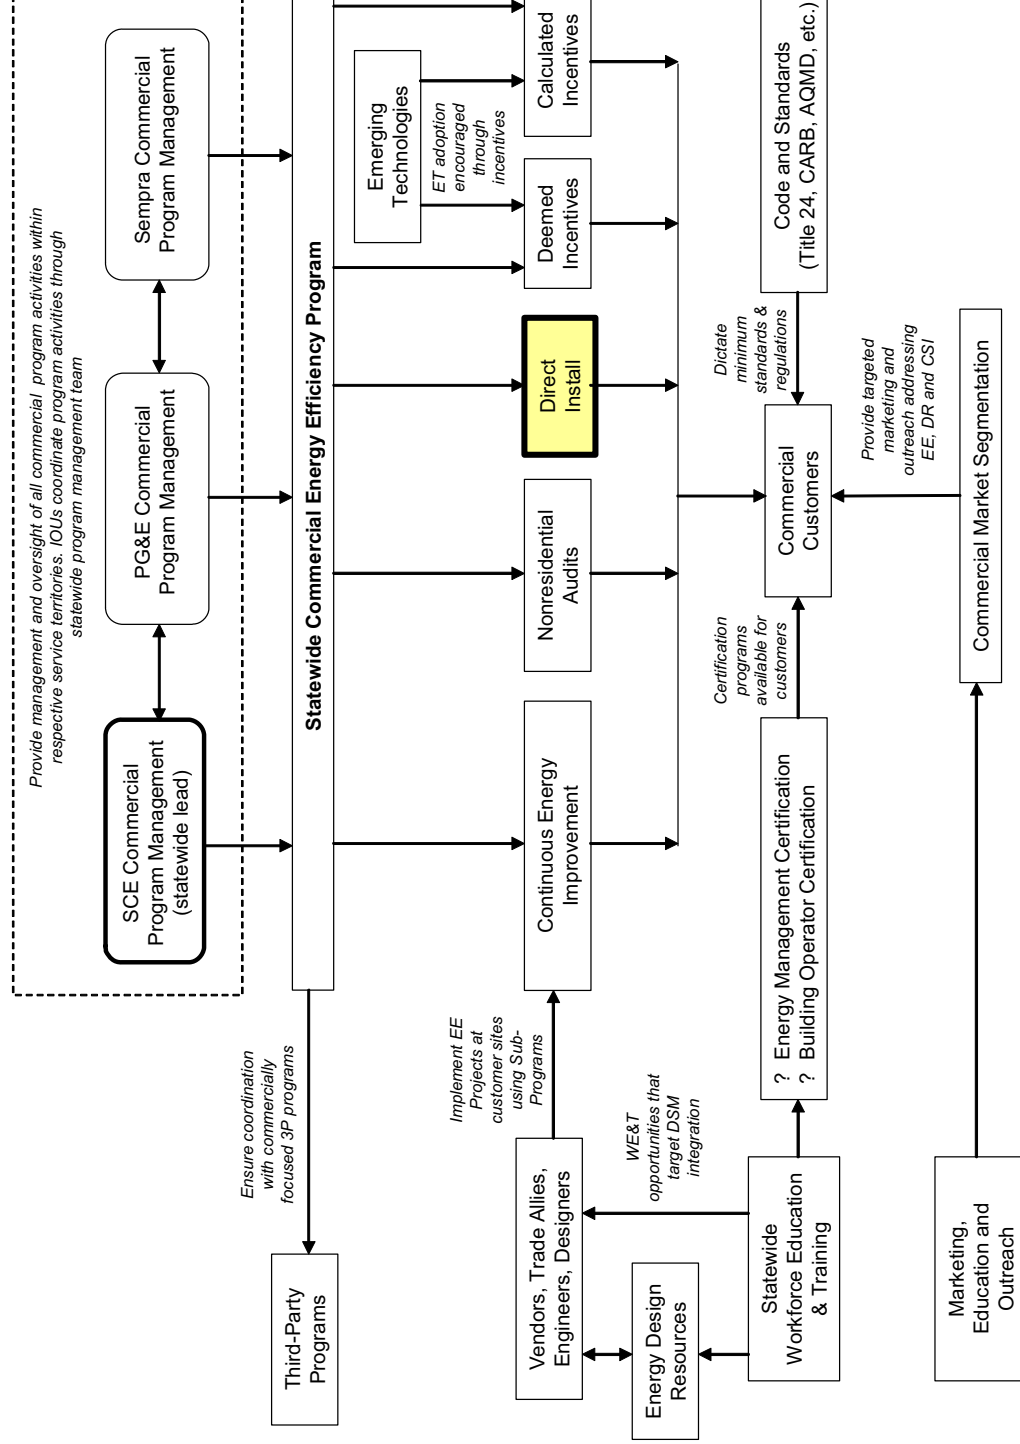 Provide management and oversight of all commercial program activities within
respective service territories. IOUs coordinate program activities through
statewide program management team
SCE Commercial
Program Management
(statewide lead)
PG&E Commercial
Program Management
Sempra Commercial
Program Management
Statewide Commercial Energy Efficiency Program
Ensure coordination
with commercially
focused 3P programs
Third-Party
Programs
Emerging
Technologies
ET adoption
encouraged
through
incentives
Implement EE
Projects at
customer sites
using Sub-
Programs
Vendors, Trade Allies,
Engineers, Designers
Continuous Energy
Improvement
Nonresidential
Audits
Direct
Install
Deemed
Incentives
Calculated
Incentives
Energy Design
Resources
WE&T
opportunities that
target DSM
integration
Certification
programs
available for
customers
Dictate
minimum
standards &
regulations
Statewide
Workforce Education
& Training
? Energy Management Certification
? Building Operator Certification
Commercial
Customers
Code and Standards
(Title 24, CARB, AQMD, etc.)
Provide targeted
marketing and
outreach addressing
EE, DR and CSI
Marketing,
Education and
Outreach
Commercial Market Segmentation